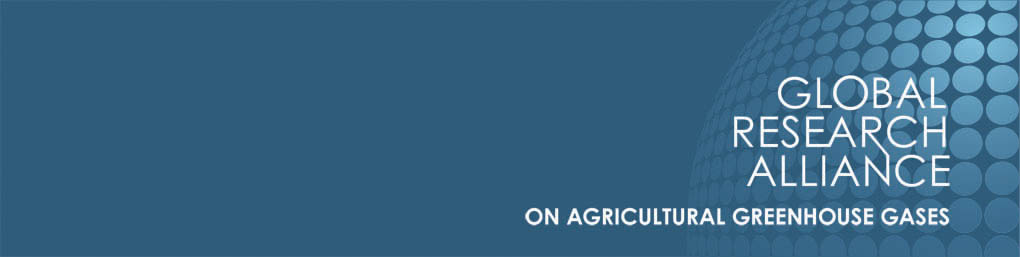 GLOBAL
RESEARCH
ALLIANCE
ON AGRICULTURAL GREENHOUSE GASES